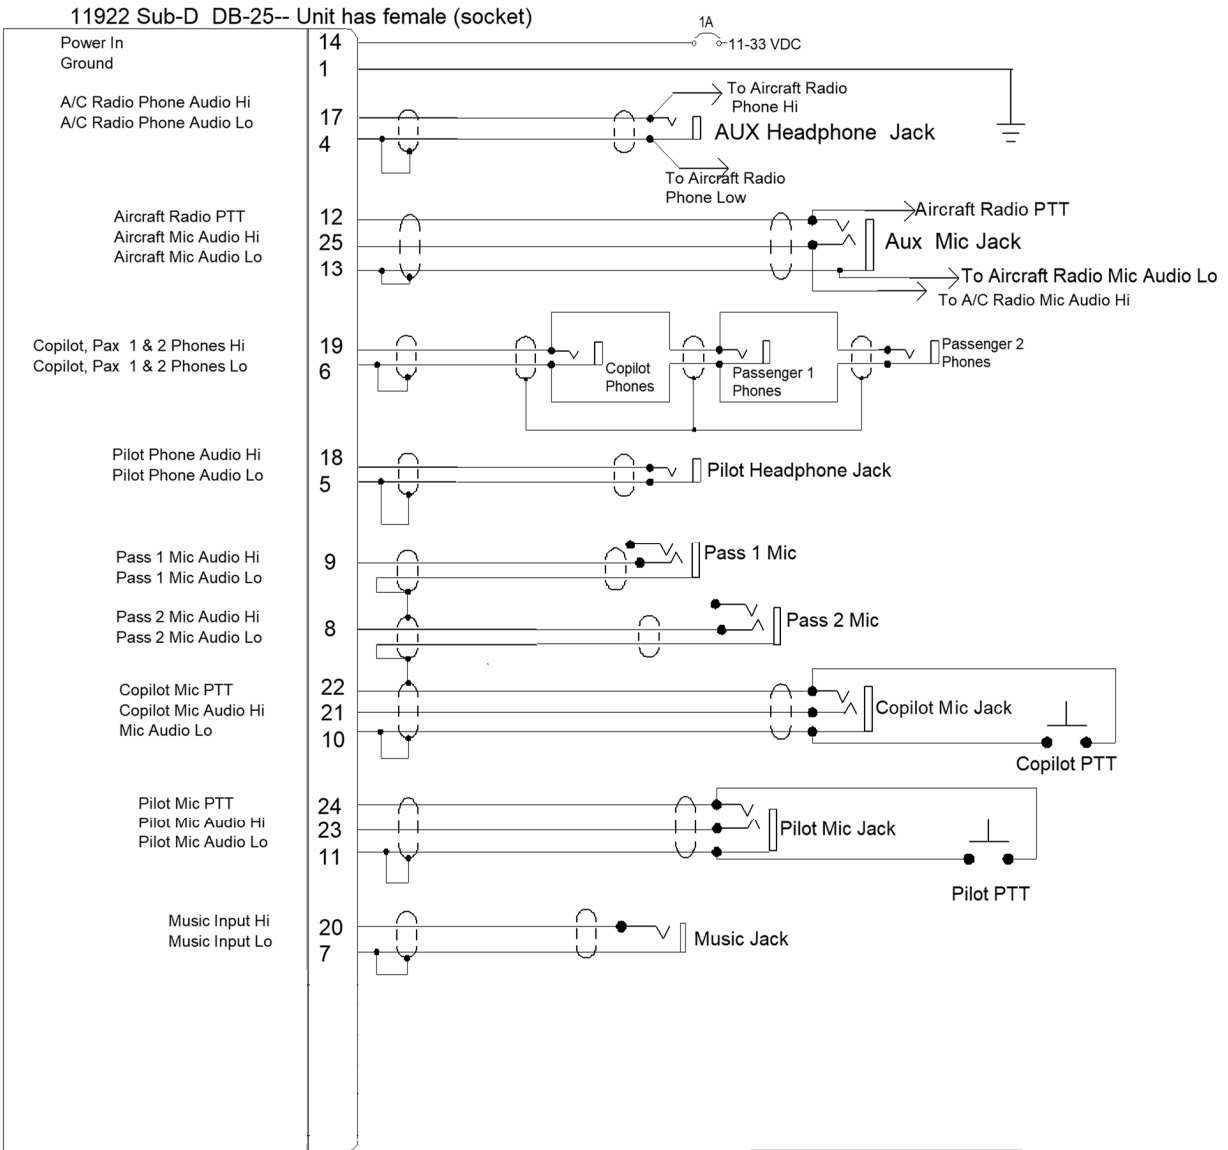 11922 Sub-D  DB-25-- Unit has female (socket)
Power In
14
1A
11-33 VDC
Ground
1
A/C Radio Phone Audio Hi
17
To Aircraft Radio
Phone Hi
A/C Radio Phone Audio Lo
4
AUX Headphone  Jack
To Aircraft Radio
Phone Low
Aircraft Radio PTT
12
Aircraft Radio PTT
Aircraft Mic Audio Hi
25
Aux  Mic Jack
Aircraft Mic Audio Lo
13
To Aircraft Radio Mic Audio Lo
To A/C Radio Mic Audio Hi
Copilot, Pax  1 & 2 Phones Hi
19
Copilot, Pax  1 & 2 Phones Lo
6
Copilot
Phones
Passenger 1
Phones
Passenger 2
Phones
Pilot Phone Audio Hi
18
Pilot Phone Audio Lo
5
Pilot Headphone Jack
Pass 1 Mic Audio Hi
9
Pass 1 Mic Audio Lo
Pass 1 Mic
Pass 2 Mic Audio Hi
8
Pass 2 Mic Audio Lo
Pass 2 Mic
Copilot Mic PTT
22
Copilot Mic Audio Hi
21
Mic Audio Lo
10
Copilot Mic Jack
Copilot PTT
Pilot Mic PTT
24
Pilot Mic Audio Hi
23
Pilot Mic Audio Lo
11
Pilot Mic Jack
Pilot PTT
Music Input Hi
20
Music Input Lo
7
Music Jack